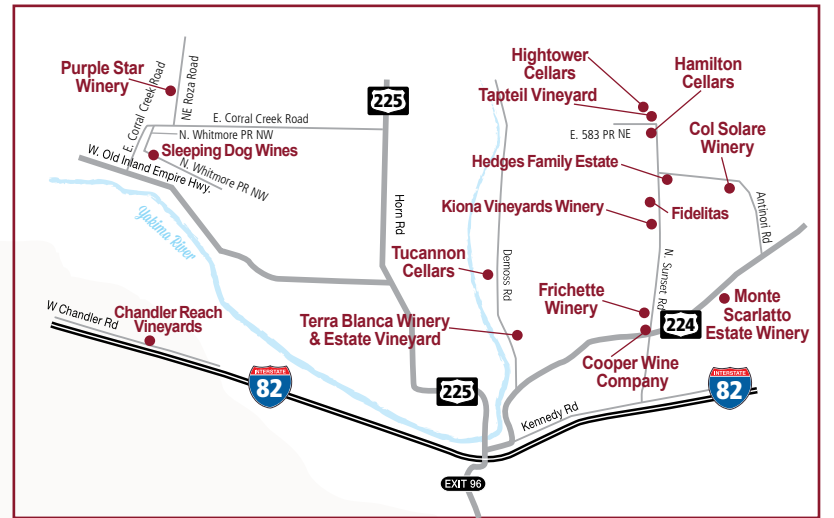 Purple Star
Winery
NE Roza Road
E. Corral Creek Road
E. Corral Creek Road
N. Whitmore PR NW
Sleeping Dog Wines
N. Whitmore PR NW
W. Old Inland Empire Hwy.
Yakima River
225
Horn Rd
Hightower
Cellars
Tapteil Vineyard
Hamilton
Cellars
E. 583 PR NE
Col Solare
Winery
Hedges Family Estate
Antinori Rd
Kiona Vineyards Winery
Fidelitas
Tucannon
Cellars
Demoss Rd
N. Sunset Rd
Frichette
Winery
224
Monte
Scarlatto
Estate Winery
W Chandler Rd
Chandler Reach
Vineyards
Terra Blanca Winery
& Estate Vineyard
Cooper Wine
Company
INTERSTATE
82
225
Kennedy Rd
INTERSTATE
82
EXIT 96